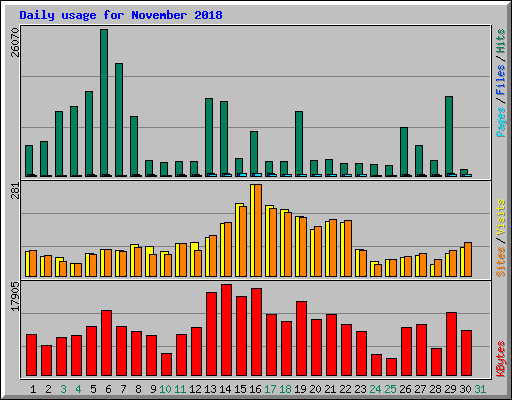 Daily usage for November 2018
26070
Pages / Files / Hits
281
Sites / Visits
17905
KBytes
1 2 3 4 5 6 7 8 9 10 11 12 13 14 15 16 17 18 19 20 21 22 23 24 25 26 27 28 29 30 31